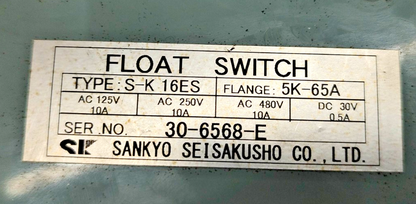 FLOAT SWITCH
TYPE: S-K 16ES FLANGE: 5K-65A
AC 125V AC 250V AC 480V DC 30V
10A 10A 10A 0.5A
SER.NO. 30-6568-E
SK SANKYO SEISAKUSHO CO.,LTD.